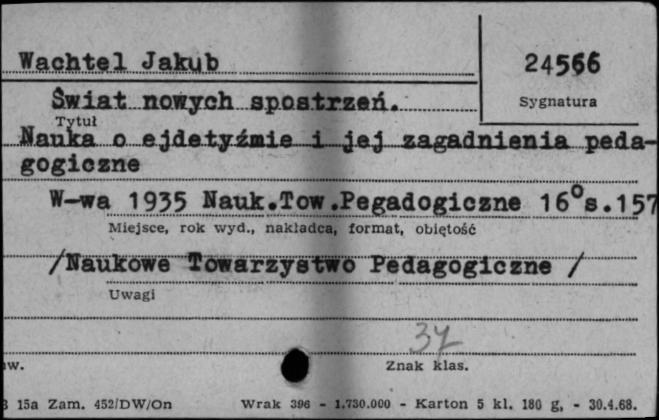 Wachtel Jakub
24566
Sygnatura
Świat nowych spostrzeń.
Tytuł
Nauka o ejdetyźmie i jej zagadnienia peda-
gogiczne
W-wa 1935 Nauk.Tow.Pegadogiczne 16°s.157
Miejsce, rok wyd., nakładca, format, objętość
/Naukowe Towarzystwo Pedagogiczne /
Uwagi
37
w.
Znak klas.
15a Zam. 452/DW/On Wrak 396 - 1.730.000 - Karton 5 kl. 180 g, - 30.4.68.